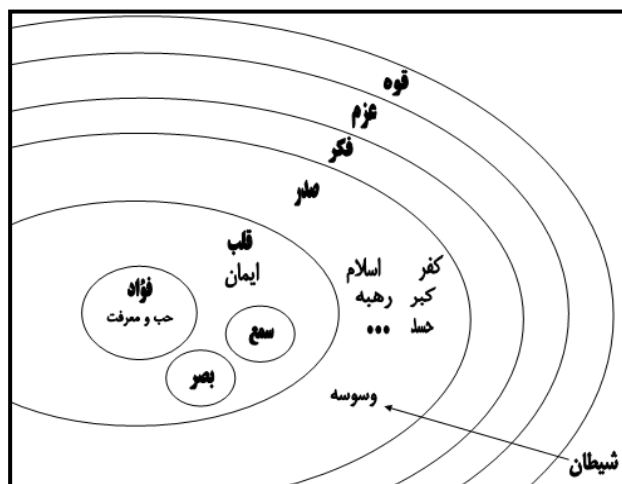 قوه
عزم
فکر
صدر
قلب
ایمان
فؤاد
حب و معرفت
سمع
بصر
کفر اسلام
کبر رهبه
حسد ...
وسوسه
شیطان